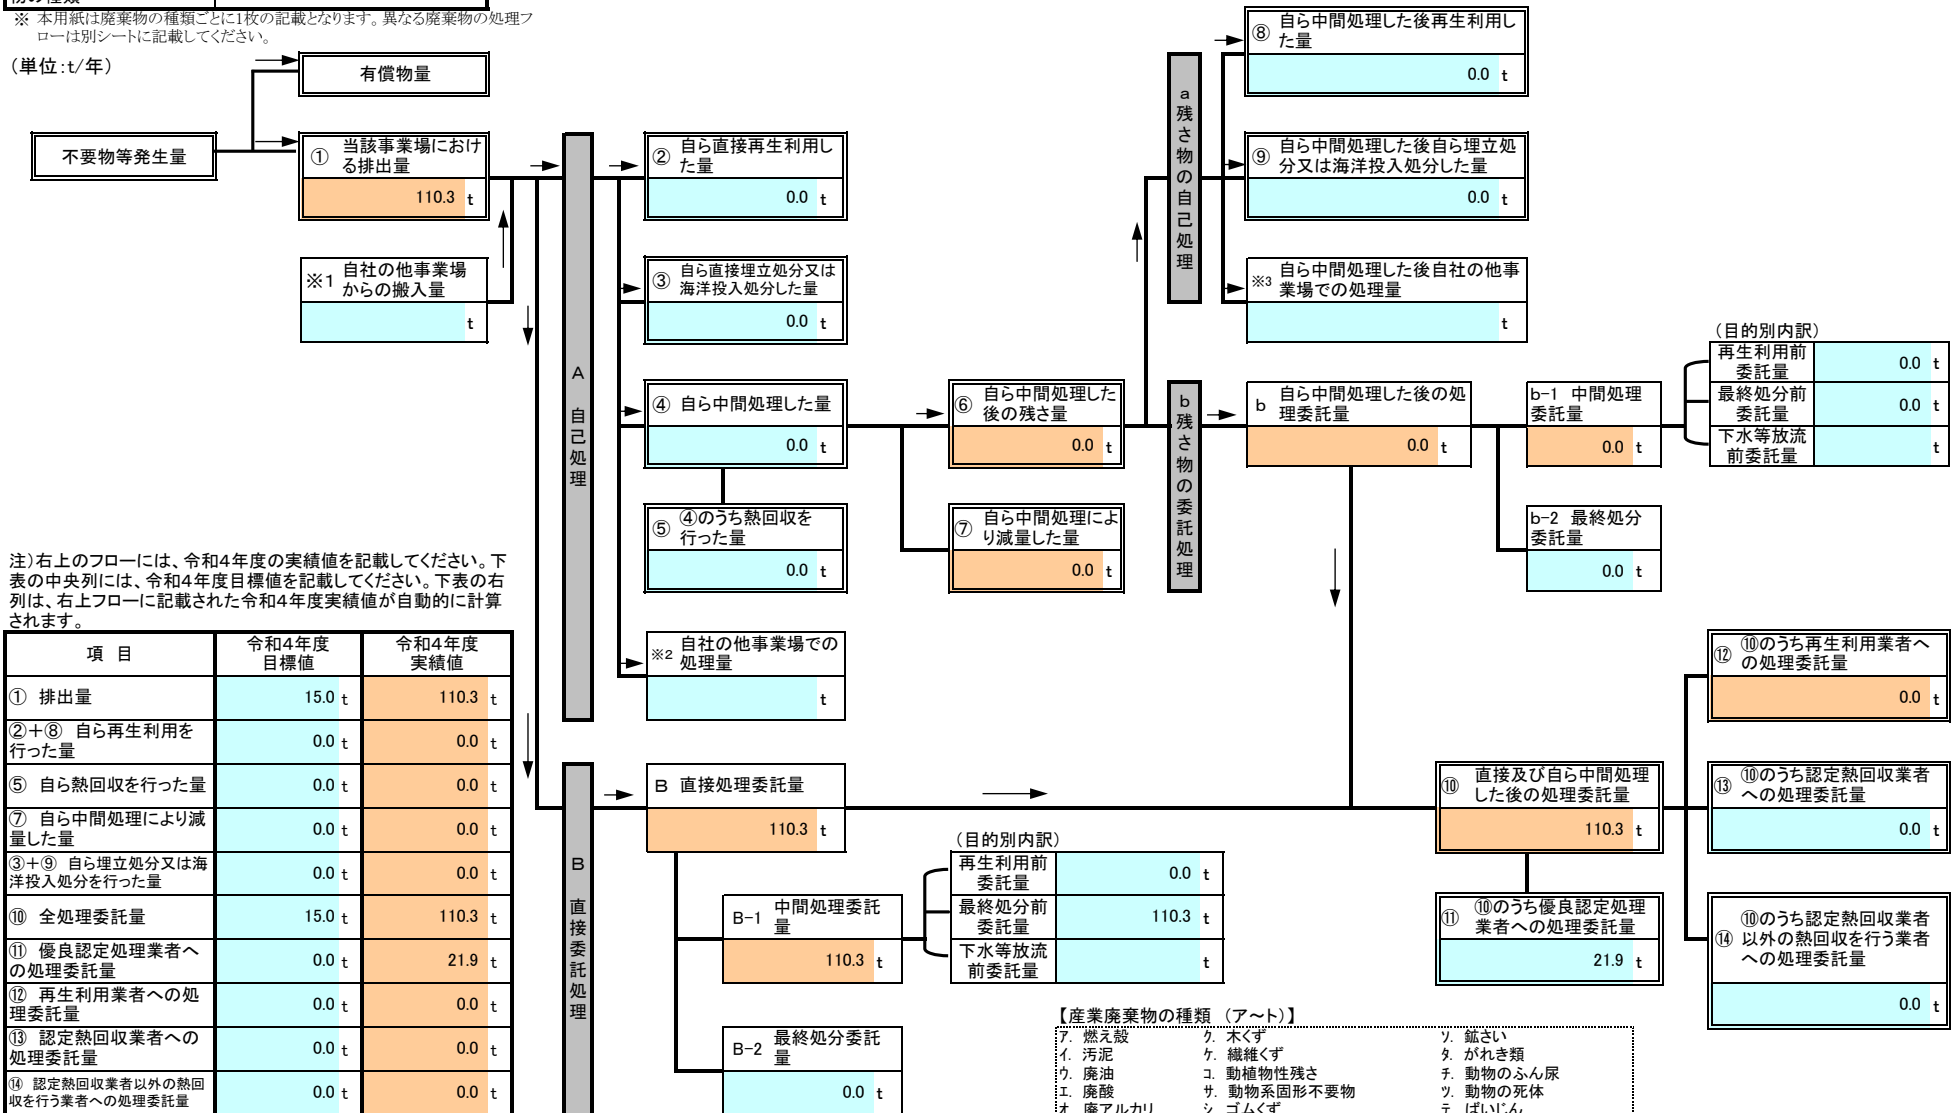 ※ 本用紙は廃棄物の種類ごとに1枚の記載となります。異なる廃棄物の処理フ
ローは別シートに記載してください。
(単位:t/年)
有償物量
不要物等発生量
① 当該事業場におけ
る排出量
110.3 t
※1 自社の他事業場
からの搬入量
t
A 自己処理
② 自ら直接再生利用し
た量
0.0 t
③ 自ら直接埋立処分又は
海洋投入処分した量
0.0 t
④ 自ら中間処理した量
0.0 t
⑤ ④のうち熱回収を
行った量
0.0 t
※2 自社の他事業場での
処理量
t
⑥ 自ら中間処理した
後の残さ量
0.0 t
⑦ 自ら中間処理によ
り減量した量
0.0 t
a 残さ物の自己処理
⑧ 自ら中間処理した後再生利用し
た量
0.0 t
⑨ 自ら中間処理した後自ら埋立処
分又は海洋投入処分した量
0.0 t
※3 自ら中間処理した後自社の他事
業場での処理量
t
b 残さ物の委託処理
b 自ら中間処理した後の処
理委託量
0.0 t
b-1 中間処理
委託量
0.0 t
(目的別内訳)
再生利用前
委託量 0.0 t
最終処分前
委託量 0.0 t
下水等放流
前委託量 t
b-2 最終処分
委託量
0.0 t
注)右上のフローには、令和4年度の実績値を記載してください。下
表の中央列には、令和4年度目標値を記載してください。下表の右
列は、右上フローに記載された令和4年度実績値が自動的に計算
されます。
項 目 令和4年度
目標値 令和4年度
実績値
① 排出量 15.0 t 110.3 t
②+⑧ 自ら再生利用を
行った量 0.0 t 0.0 t
⑤ 自ら熱回収を行った量 0.0 t 0.0 t
⑦ 自ら中間処理により減
量した量 0.0 t 0.0 t
③+⑨ 自ら埋立処分又は海
洋投入処分を行った量 0.0 t 0.0 t
⑩ 全処理委託量 15.0 t 110.3 t
⑪ 優良認定処理業者へ
の処理委託量 0.0 t 21.9 t
⑫ 再生利用業者への処
理委託量 0.0 t 0.0 t
⑬ 認定熱回収業者への
処理委託量 0.0 t 0.0 t
⑭ 認定熱回収業者以外の熱回
収を行う業者への処理委託量 0.0 t 0.0 t
B 直接委託処理
B 直接処理委託量
110.3 t
B-1 中間処理委託
量
110.3 t
(目的別内訳)
再生利用前
委託量 0.0 t
最終処分前
委託量 110.3 t
下水等放流
前委託量 t
B-2 最終処分委託
量
0.0 t
⑩ 直接及び自ら中間処理
した後の処理委託量
110.3 t
⑪ ⑩のうち優良認定処理
業者への処理委託量
21.9 t
⑫ ⑩のうち再生利用業者へ
の処理委託量
0.0 t
⑬ ⑩のうち認定熱回収業者
への処理委託量
0.0 t
⑭ ⑩のうち認定熱回収業者
以外の熱回収を行う業者
への処理委託量
0.0 t
【産業廃棄物の種類 (ア~ト)】
ア. 燃え殻 ク. 木くず ソ. 鉱さい
イ. 汚泥 ケ. 繊維くず タ. がれき類
ウ. 廃油 コ. 動植物性残さ チ. 動物のふん尿
エ. 廃酸 サ. 動物系固形不要物 ツ. 動物の死体
オ. 廃アルカリ シ. ゴムくず テ. ばいじん